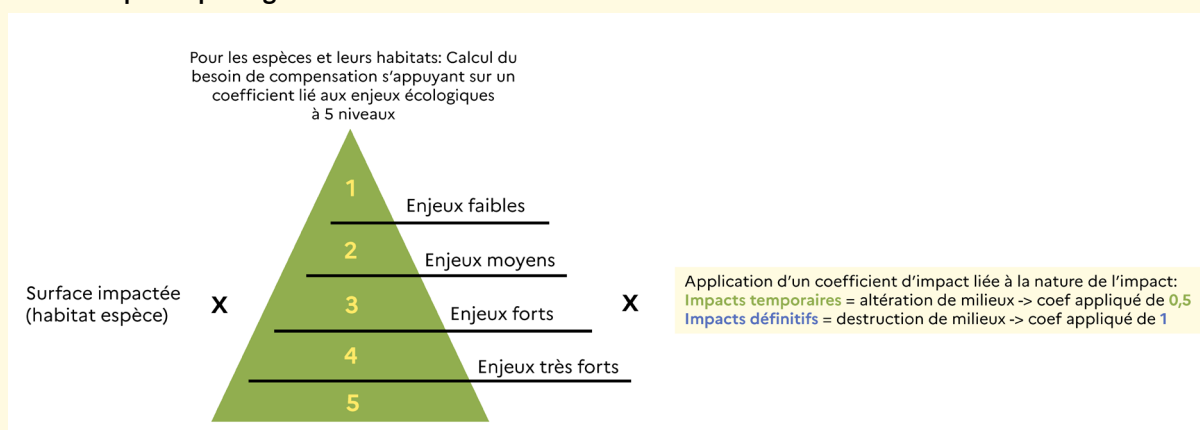 Pour les espèces et leurs habitats: Calcul du
besoin de compensation s'appuyant sur un
coefficient lié aux enjeux écologiques
à 5 niveaux
1
Enjeux faibles
2
Enjeux moyens
Surface impactée
(habitat espèce)
X
3
Enjeux forts
X
Application d'un coefficient d'impact liée à la nature de l'impact:
Impacts temporaires = altération de milieux -> coef appliqué de 0,5
Impacts définitifs = destruction de milieux -> coef appliqué de 1
4
Enjeux très forts
5